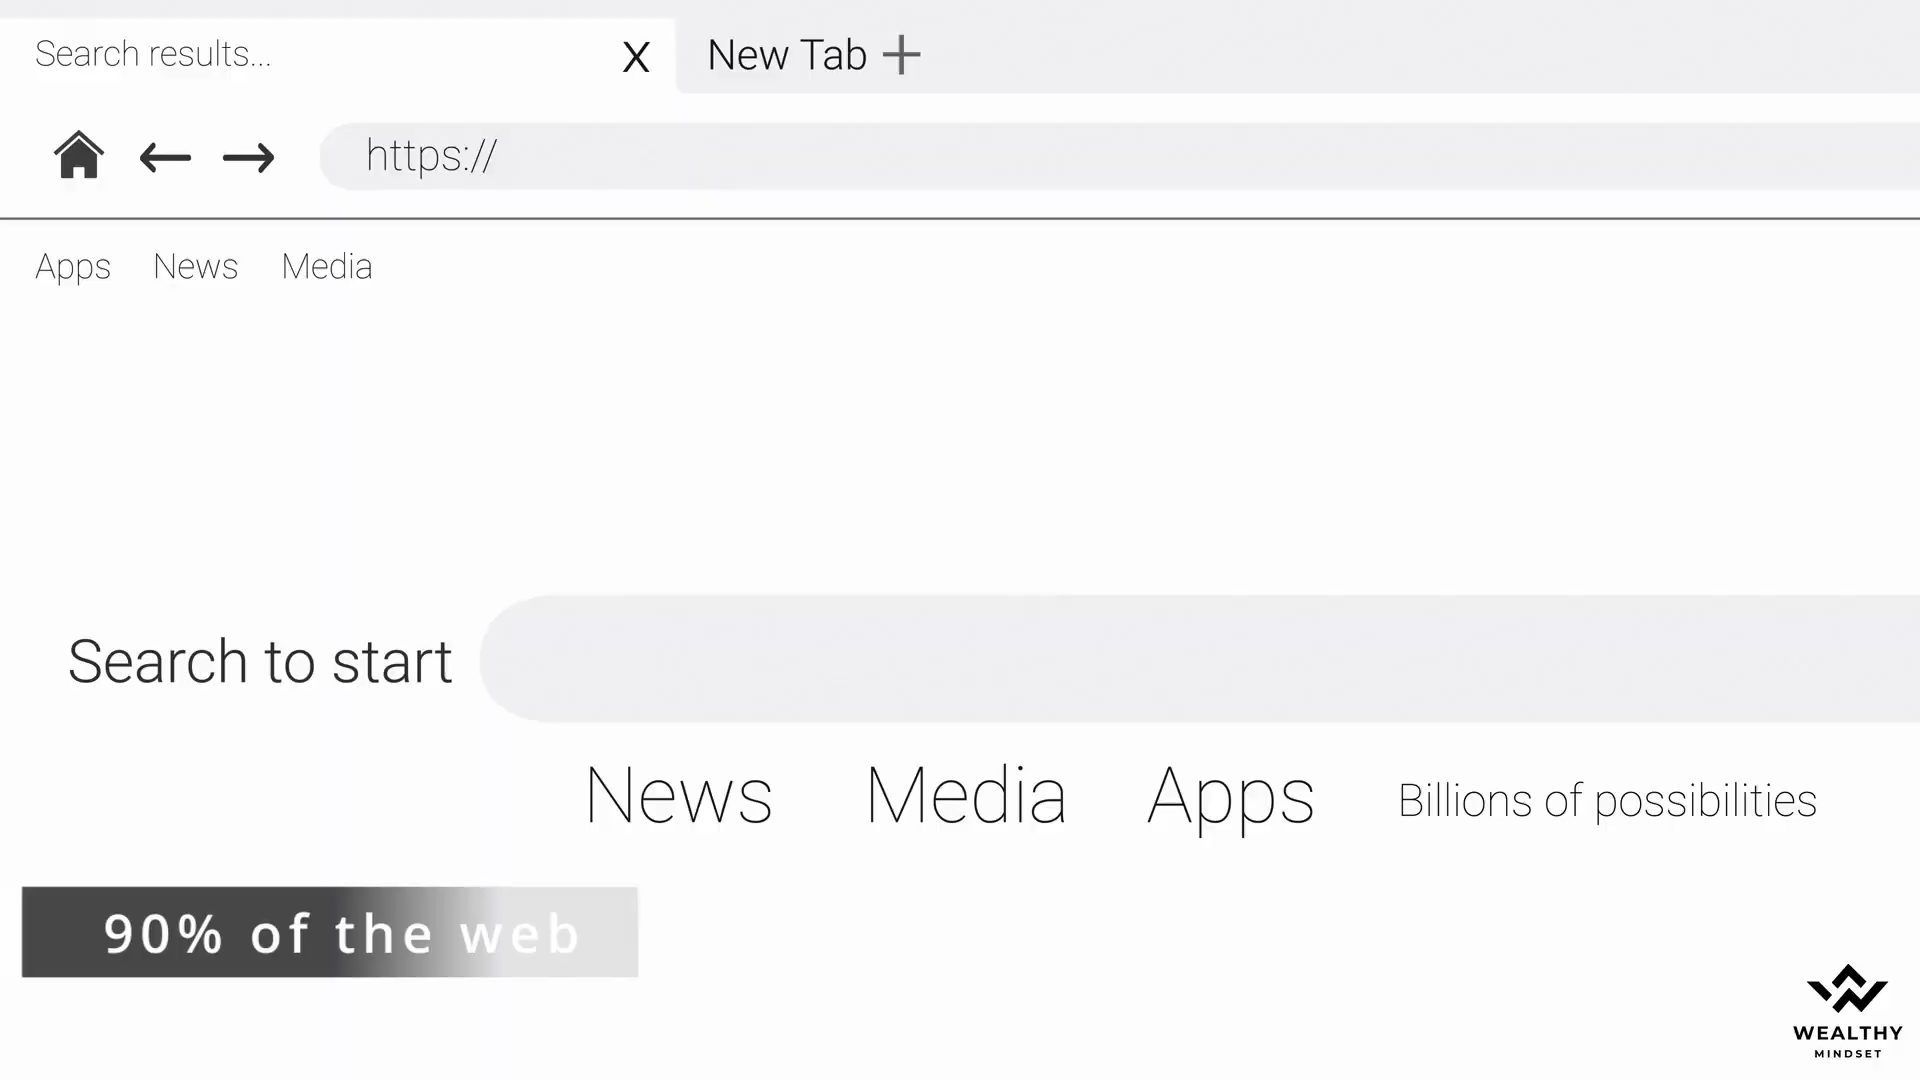 Search results... X New Tab +
https://
Apps News Media
Search to start
News Media Apps Billions of possibilities
90% of the web
WEALTHY
MINDSET